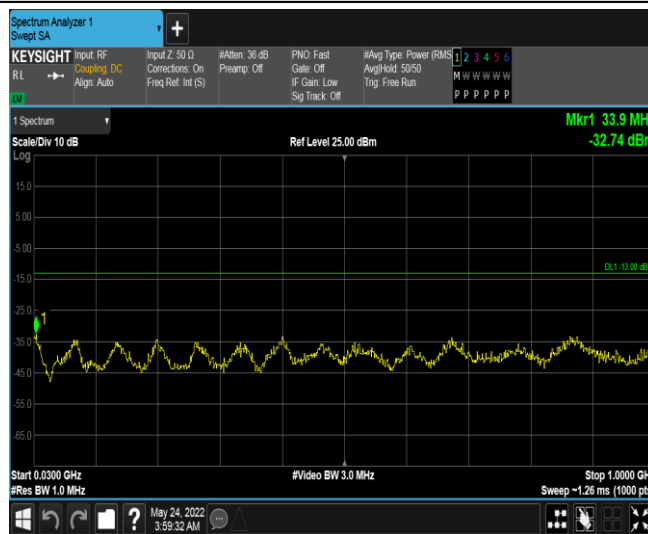 Spectrum Analyzer 1
Swept SA
+
KEYSIGHT Input: RF Input Z: 50 Ω #Atten: 36 dB PNO: Fast #Avg Type: Power (RMS 1 2 3 4 5 6
RL Coupling: DC Corrections: On Preamp: Off Gate: Off Avg|Hold: 50/50 M W W W W W
Align: Auto Freq Ref: Int (S) IF Gain: Low Trig: Free Run
Sig Track: Off P P P P P P
1 Spectrum Mkr1 33.9 MH
Scale/Div 10 dB Ref Level 25.00 dBm -32.74 dBr
Log
15.0
5.00
-5.00
DL1 -13.00 dB
-15.0
-25.0
1
-35.0
-45.0
-55.0
-65.0
Start 0.0300 GHz #Video BW 3.0 MHz Stop 1.0000 GH
#Res BW 1.0 MHz Sweep ~1.26 ms (1000 pts
? May 24, 2022
3:59:32 AM